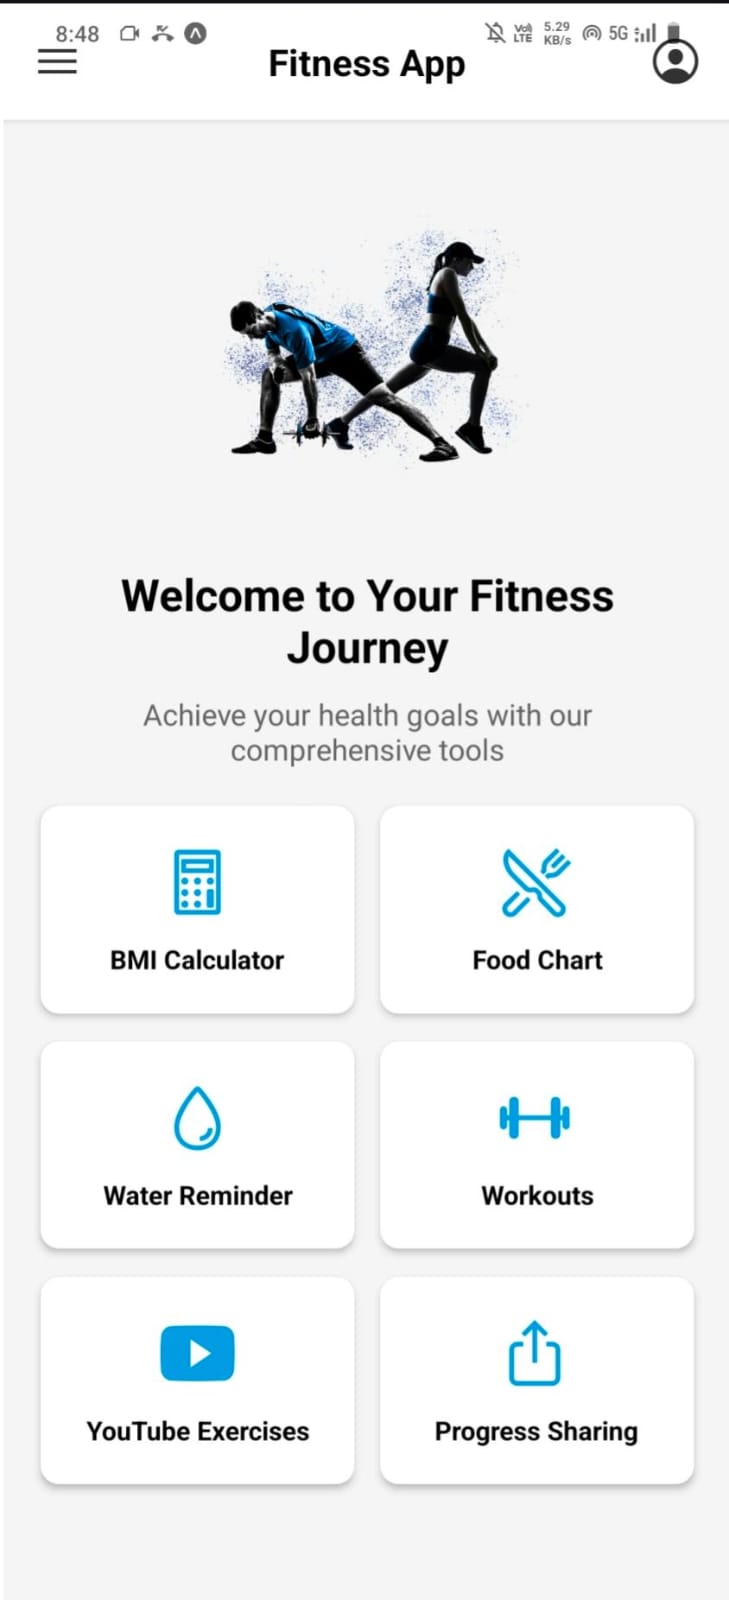 8:48 Vo) LTE 5.29 KB/s 5G
Fitness App
Welcome to Your Fitness
Journey
Achieve your health goals with our
comprehensive tools
BMI Calculator Food Chart
Water Reminder Workouts
YouTube Exercises Progress Sharing